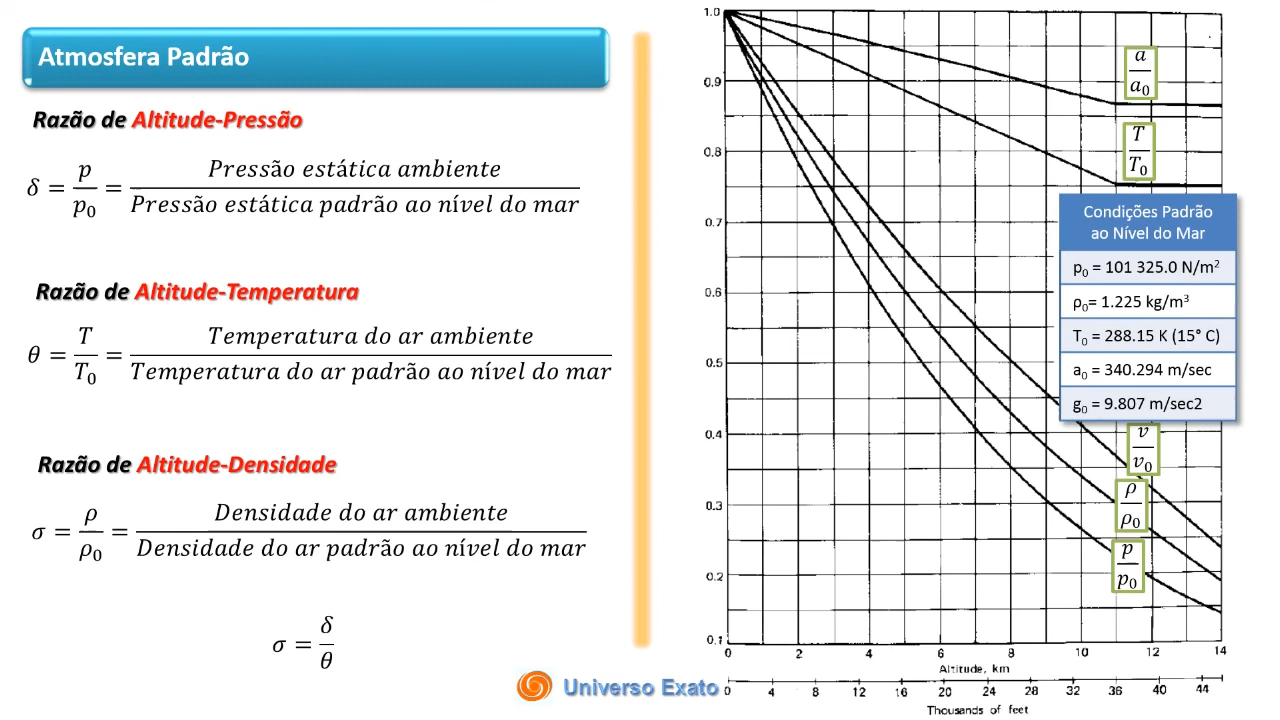 Atmosfera Padrão
Razão de Altitude-Pressão
δ = p/p₀ = Pressão estática ambiente / Pressão estática padrão ao nível do mar
Razão de Altitude-Temperatura
θ = T/T₀ = Temperatura do ar ambiente / Temperatura do ar padrão ao nível do mar
Razão de Altitude-Densidade
σ = ρ/ρ₀ = Densidade do ar ambiente / Densidade do ar padrão ao nível do mar
σ = δ/θ
Universo Exato
1.0
0.9
0.8
0.7
0.6
0.5
0.4
0.3
0.2
0.1
a/a₀
T/T₀
Condições Padrão
ao Nível do Mar
p₀ = 101 325.0 N/m²
ρ₀= 1.225 kg/m³
T₀ = 288.15 K (15° C)
a₀ = 340.294 m/sec
g₀ = 9.807 m/sec2
v/v₀
ρ/ρ₀
p/p₀
0 2 4 6 8 10 12 14
Altitude, km
0 4 8 12 16 20 24 28 32 36 40 44
Thousands of feet